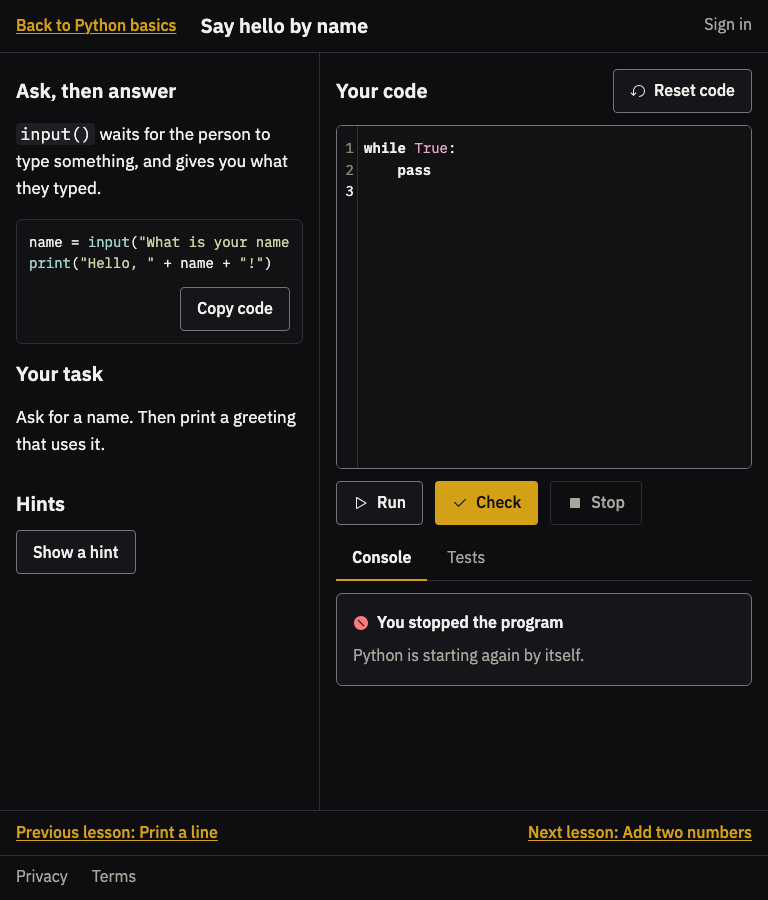 Back to Python basics
Say hello by name
Sign in
Ask, then answer
input() waits for the person to
type something, and gives you what
they typed.
name = input("What is your name
print("Hello, " + name + "!")
Copy code
Your task
Ask for a name. Then print a greeting
that uses it.
Hints
Show a hint
Your code
Reset code
1 while True:
2     pass
3
Run
Check
Stop
Console
Tests
You stopped the program
Python is starting again by itself.
Previous lesson: Print a line
Next lesson: Add two numbers
Privacy
Terms